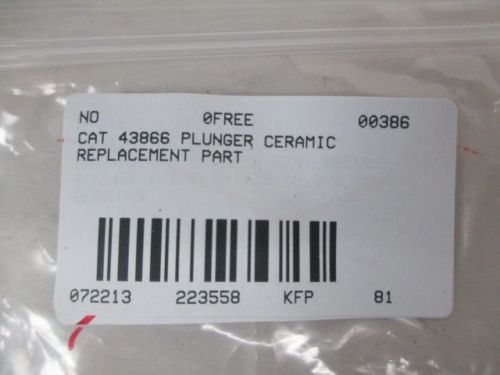 NO 0FREE 00386
CAT 43866 PLUNGER CERAMIC
REPLACEMENT PART
072213 223558 KFP 81